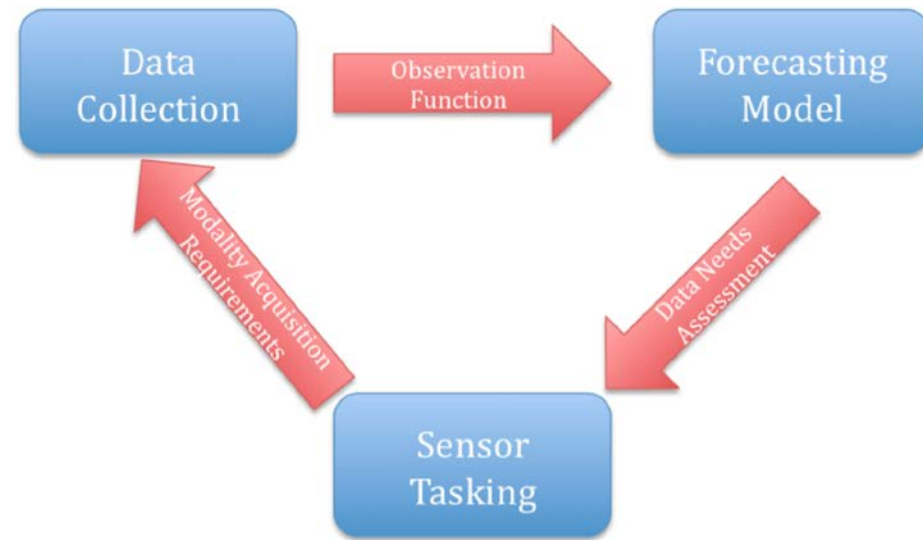 Data
Collection
Observation
Function
Forecasting
Model
Data Needs
Assessment
Sensor
Tasking
Modality Acquisition
Requirements